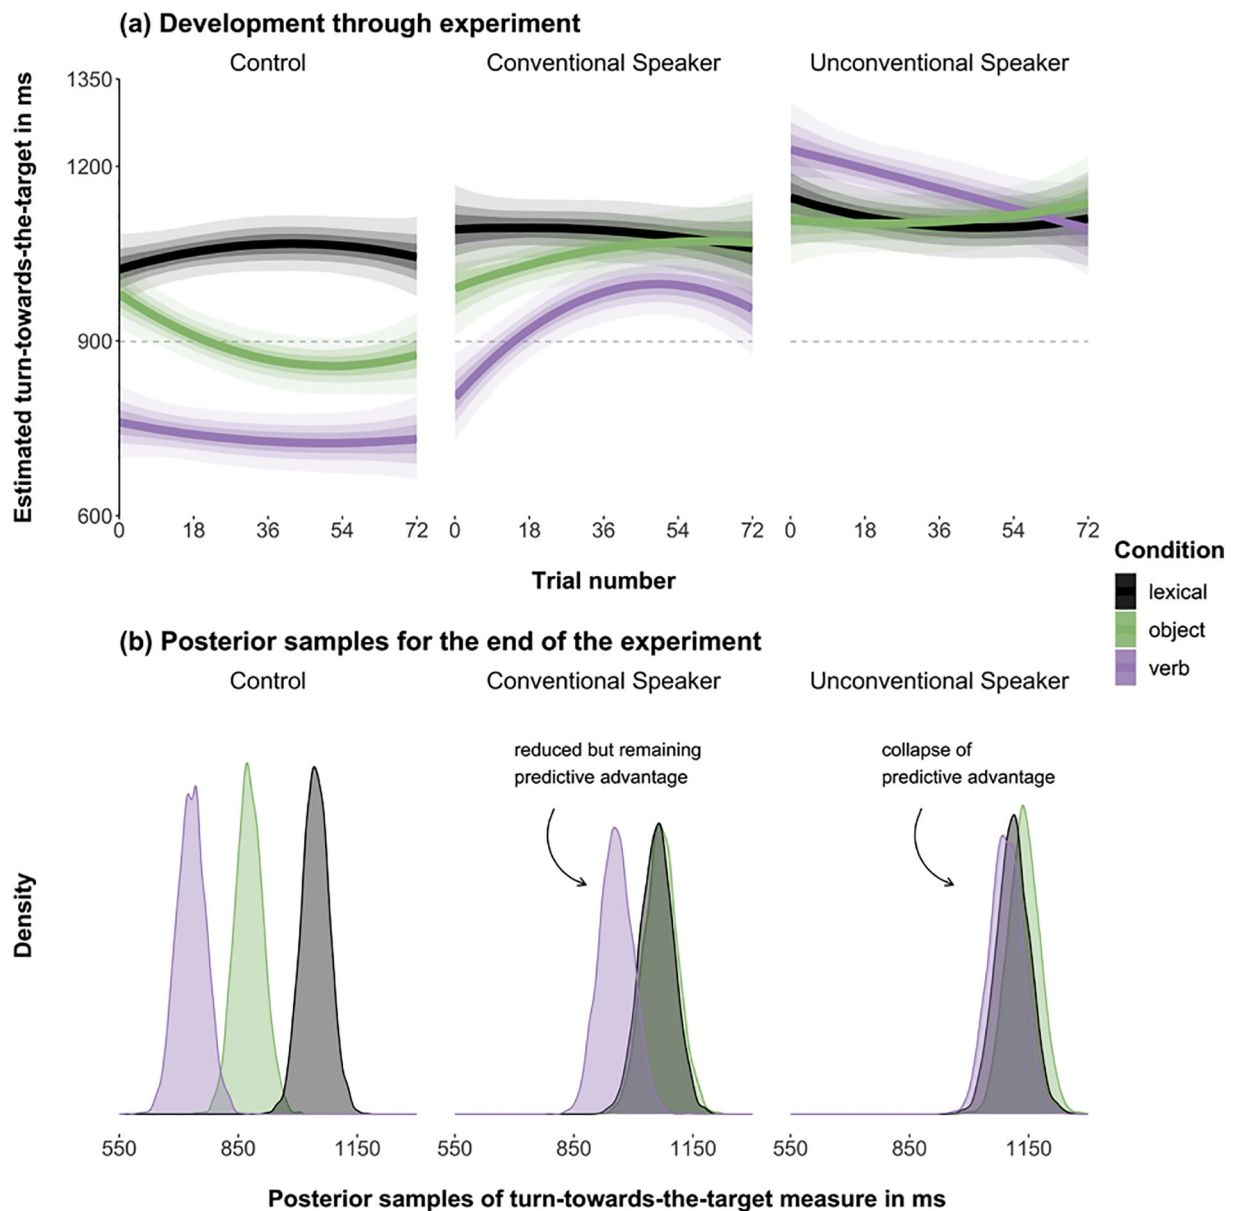 (a) Development through experiment
Control Conventional Speaker Unconventional Speaker
Estimated turn-towards-the-target in ms
1350
1200
900
600
0 18 36 54 72 0 18 36 54 72 0 18 36 54 72
Trial number
Condition
lexical
object
verb
(b) Posterior samples for the end of the experiment
Control Conventional Speaker Unconventional Speaker
reduced but remaining
predictive advantage
collapse of
predictive advantage
Density
550 850 1150 550 850 1150 550 850 1150
Posterior samples of turn-towards-the-target measure in ms